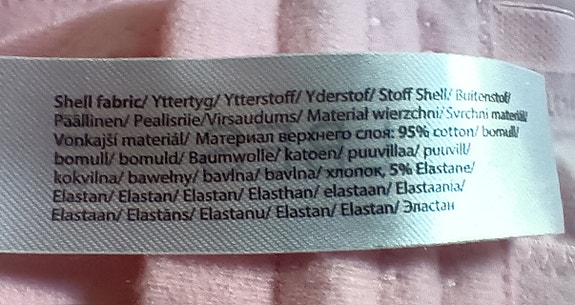 Shell fabric/ Yttertyg/ Ytterstoff/ Yderstof/ Stoff Shell/ Buitenstof/
Päällinen/ Pealisriie/Virsaudums/ Materiał wierzchni/ Svrchni materiál/
Vonkajší materiál/ Материал верхнего слоя: 95% cotton/ bomull/
bomull/ bomuld/ Baumwolle/ katoen/ puuvillaa/ puuvill/
kokvilna/ bawełny/ bavlna/ bavlna/ хлопок, 5% Elastane/
Elastan/ Elastan/ Elastan/ Elasthan/ elastaan/ Elastaania/
Elastaan/ Elastāns/ Elastanu/ Elastan/ Elastan/ Эластан